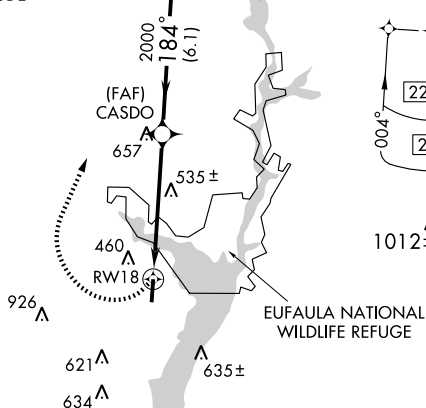 2000
184°
(6.1)
(FAF)
CASDO
657
535±
460
RW18
926
621
634
635±
EUFAULA NATIONAL
WILDLIFE REFUGE
004°
22
2
1012±